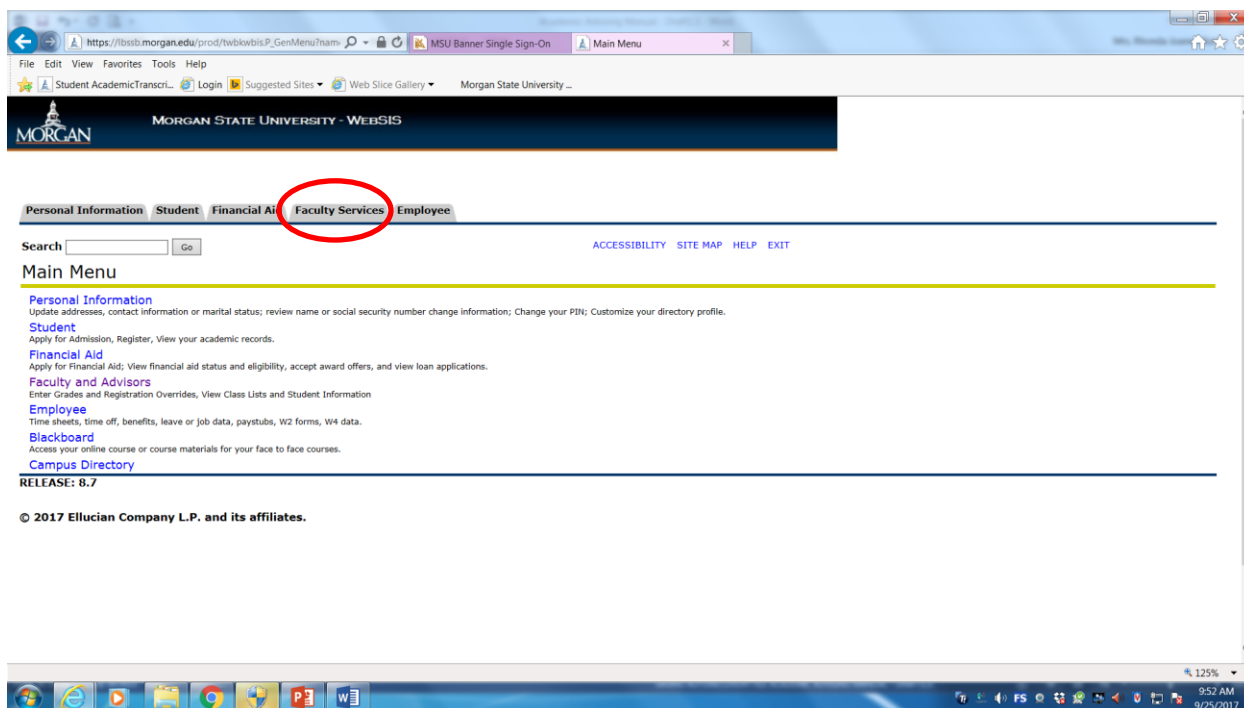 https://lbssb.morgan.edu/prod/twbkwbis.P_GenMenu?nam
MSU Banner Single Sign-On
Main Menu
File Edit View Favorites Tools Help
Student AcademicTranscri... Login Suggested Sites Web Slice Gallery Morgan State University ...
MORGAN
MORGAN STATE UNIVERSITY - WEBSIS
Personal Information Student Financial Ai Faculty Services Employee
Search Go ACCESSIBILITY SITE MAP HELP EXIT
Main Menu
Personal Information
Update addresses, contact information or marital status; review name or social security number change information; Change your PIN; Customize your directory profile.
Student
Apply for Admission, Register, View your academic records.
Financial Aid
Apply for Financial Aid; View financial aid status and eligibility, accept award offers, and view loan applications.
Faculty and Advisors
Enter Grades and Registration Overrides, View Class Lists and Student Information
Employee
Time sheets, time off, benefits, leave or job data, paystubs, W2 forms, W4 data.
Blackboard
Access your online course or course materials for your face to face courses.
Campus Directory
RELEASE: 8.7
© 2017 Ellucian Company L.P. and its affiliates.
125%
FS
9:52 AM
9/25/2017